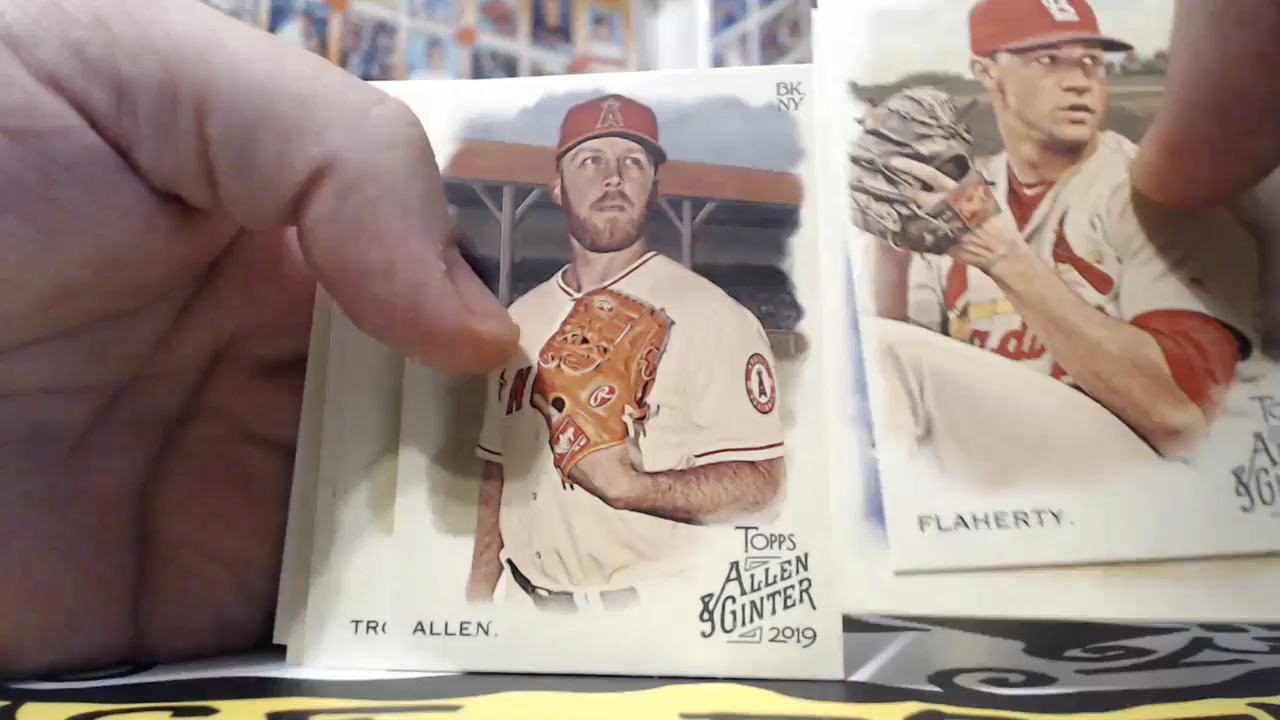 BK.
NY
A
A
R
R
N
TOPPS
ALLEN
& GINTER
2019
TR
ALLEN.
FLAHERTY.